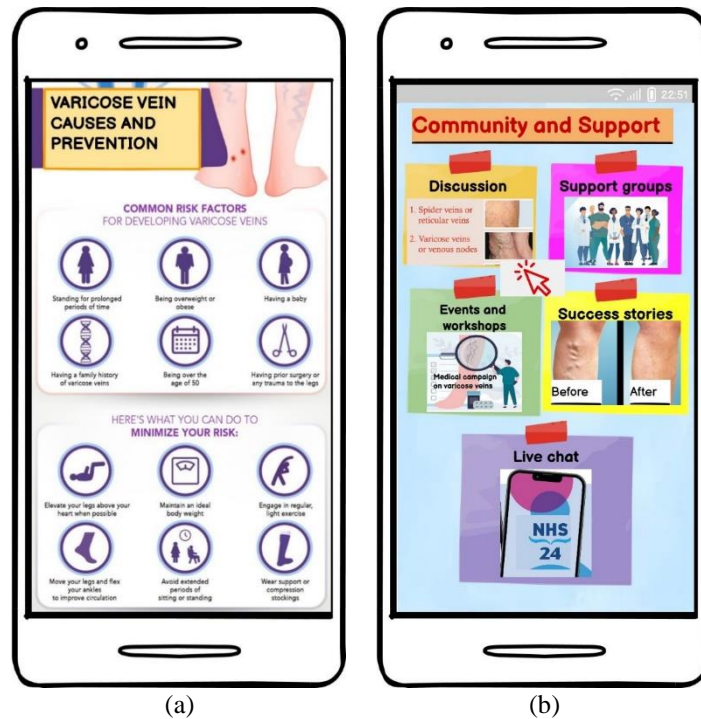 VARICOSE VEIN
CAUSES AND
PREVENTION
COMMON RISK FACTORS
FOR DEVELOPING VARICOSE VEINS
Standing for prolonged
periods of time
Being overweight or
obese
Having a baby
Having a family history
of varicose veins
Being over the
age of 50
Having prior surgery or
any trauma to the legs
HERE'S WHAT YOU CAN DO TO
MINIMIZE YOUR RISK:
Elevate your legs above your
heart when possible
Maintain an ideal
body weight
Engage in regular,
light exercise
Move your legs and flex
your ankles
to improve circulation
Avoid extended
periods of
sitting or standing
Wear support or
compression
stockings
(a)
22:51
Community and Support
Discussion
1. Spider veins or
reticular veins
2. Varicose veins
or venous nodes
Support groups
Events and
workshops
Medical campaign
on varicose veins
Success stories
Before
After
Live chat
NHS
24
(b)